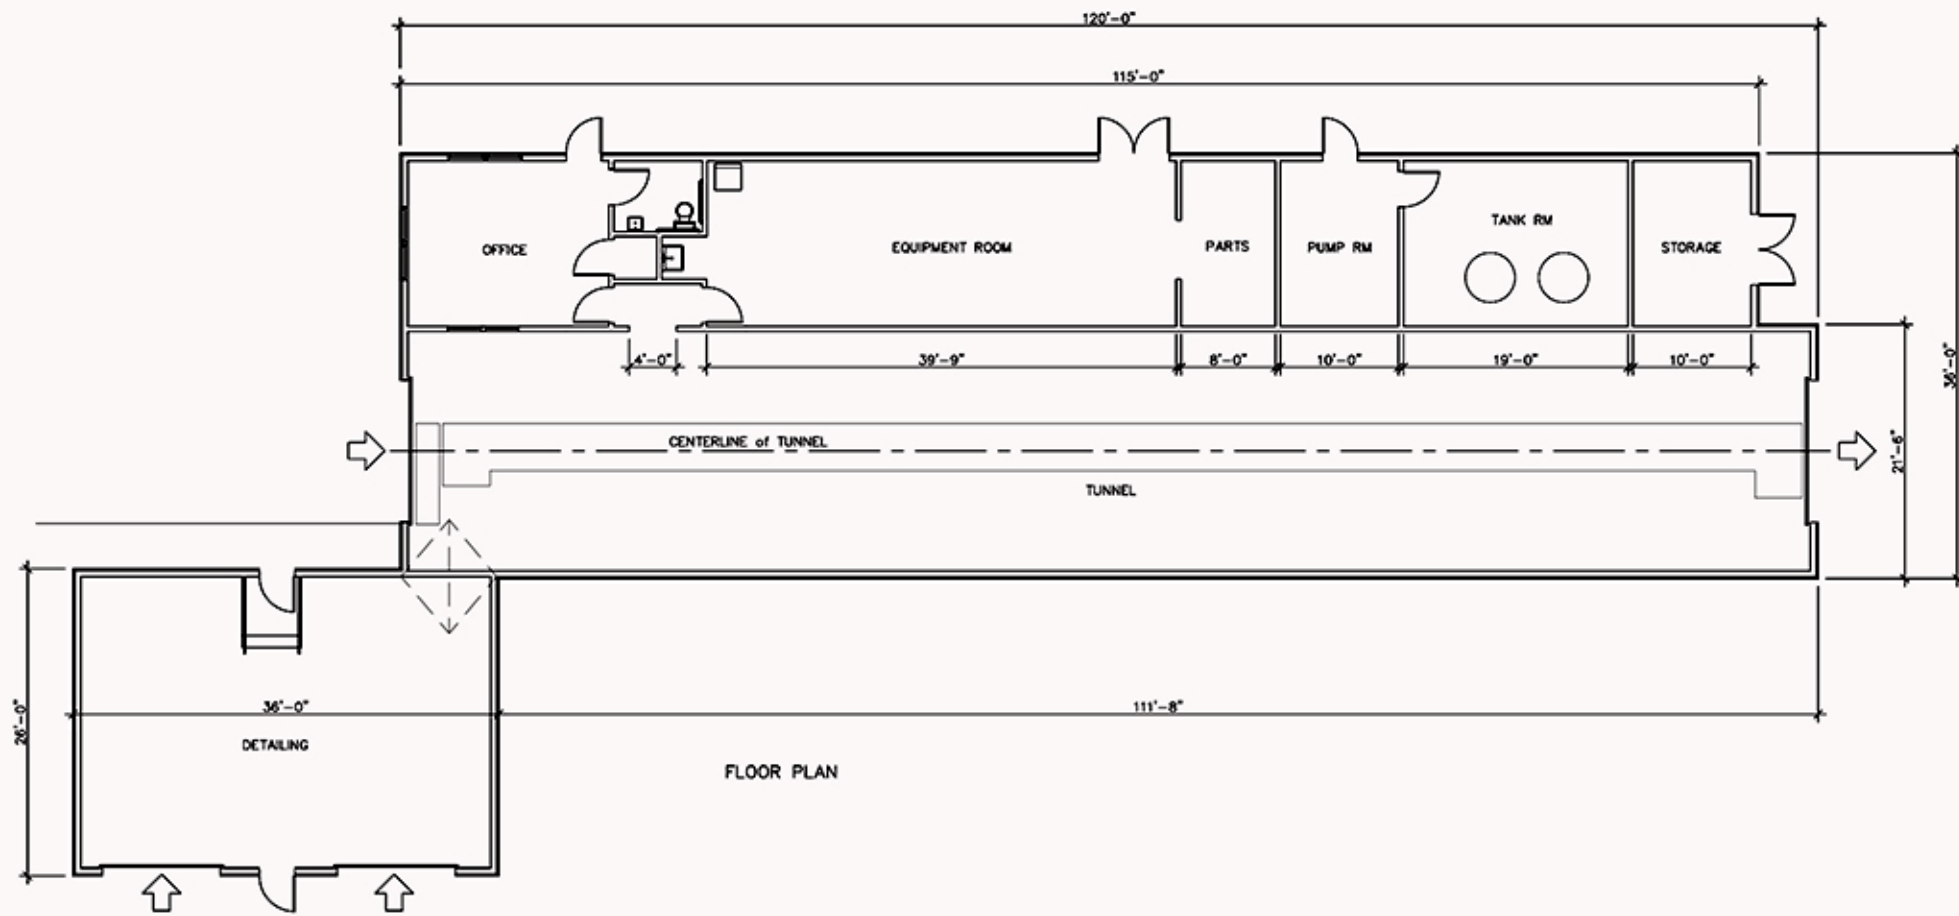 120'-0"
115'-0"
OFFICE
EQUIPMENT ROOM
PARTS
PUMP RM
TANK RM
STORAGE
4'-0"
39'-9"
8'-0"
10'-0"
19'-0"
10'-0"
36'-0"
21'-6"
CENTERLINE of TUNNEL
TUNNEL
26'-0"
36'-0"
111'-8"
DETAILING
FLOOR PLAN